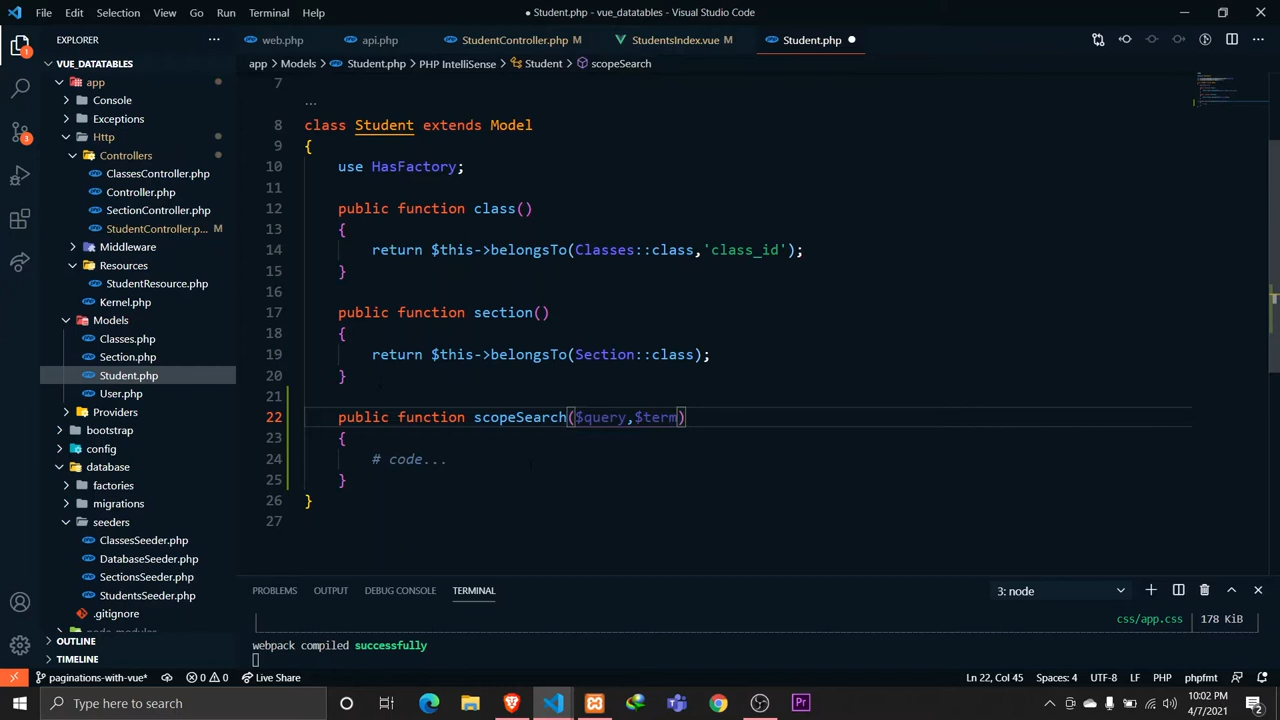 File Edit Selection View Go Run Terminal Help
● Student.php - vue_datatables - Visual Studio Code
EXPLORER
VUE_DATATABLES
app
Console
Exceptions
Http
Controllers
ClassesController.php
Controller.php
SectionController.php
StudentController.p... M
Middleware
Resources
StudentResource.php
Kernel.php
Models
Classes.php
Section.php
Student.php
User.php
Providers
bootstrap
config
database
factories
migrations
seeders
ClassesSeeder.php
DatabaseSeeder.php
SectionsSeeder.php
StudentsSeeder.php
.gitignore
node_modules
OUTLINE
TIMELINE
1
3
web.php api.php StudentController.php M StudentsIndex.vue M Student.php
app > Models > Student.php > PHP IntelliSense > Student > scopeSearch
7
...
8 class Student extends Model
9 {
10 use HasFactory;
11
12 public function class()
13 {
14 return $this->belongsTo(Classes::class,'class_id');
15 }
16
17 public function section()
18 {
19 return $this->belongsTo(Section::class);
20 }
21
22 public function scopeSearch($query,$term)
23 {
24 # code...
25 }
26 }
27
PROBLEMS OUTPUT DEBUG CONSOLE TERMINAL 3: node
css/app.css 178 KiB
webpack compiled successfully
paginations-with-vue* 0 0 Live Share Ln 22, Col 45 Spaces: 4 UTF-8 LF PHP phpfmt
Type here to search
Pr
10:02 PM
4/7/2021
2